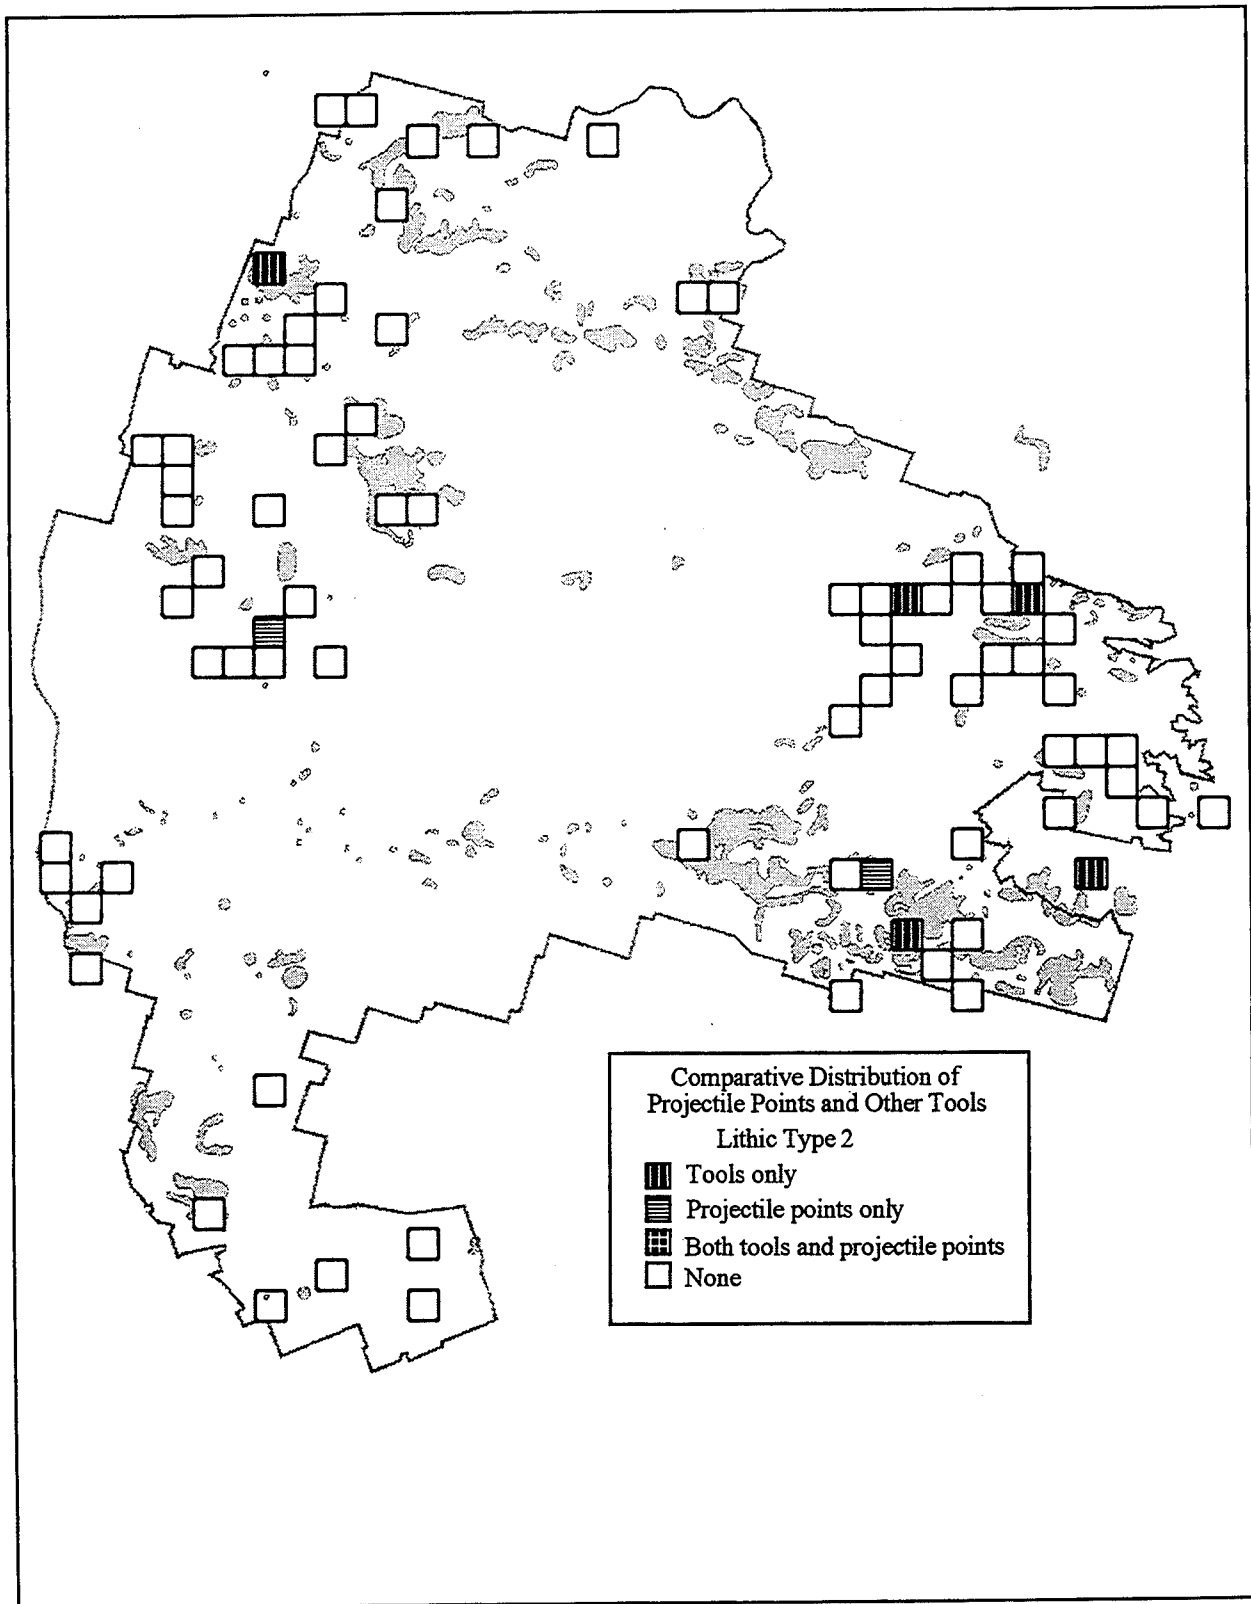 Comparative Distribution of
Projectile Points and Other Tools
Lithic Type 2
Tools only
Projectile points only
Both tools and projectile points
None